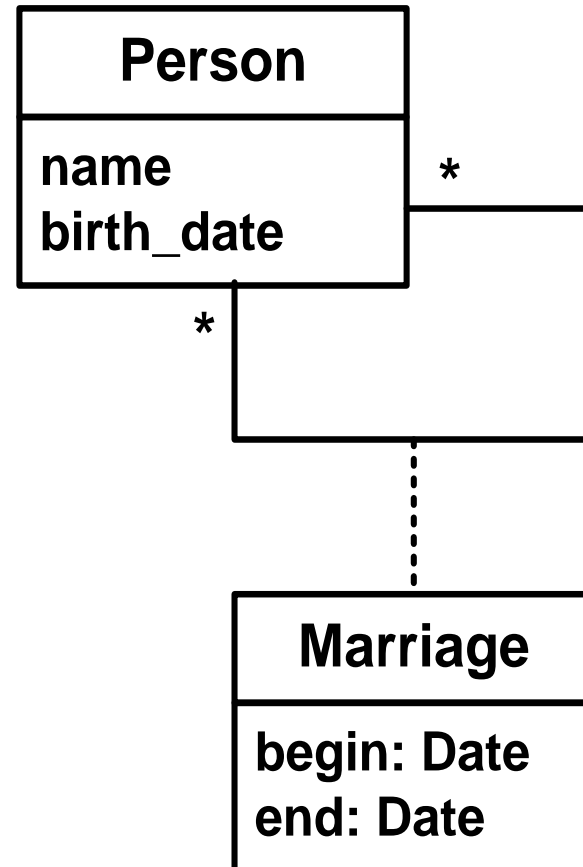 Person
name
birth_date
*
*
Marriage
begin: Date
end: Date